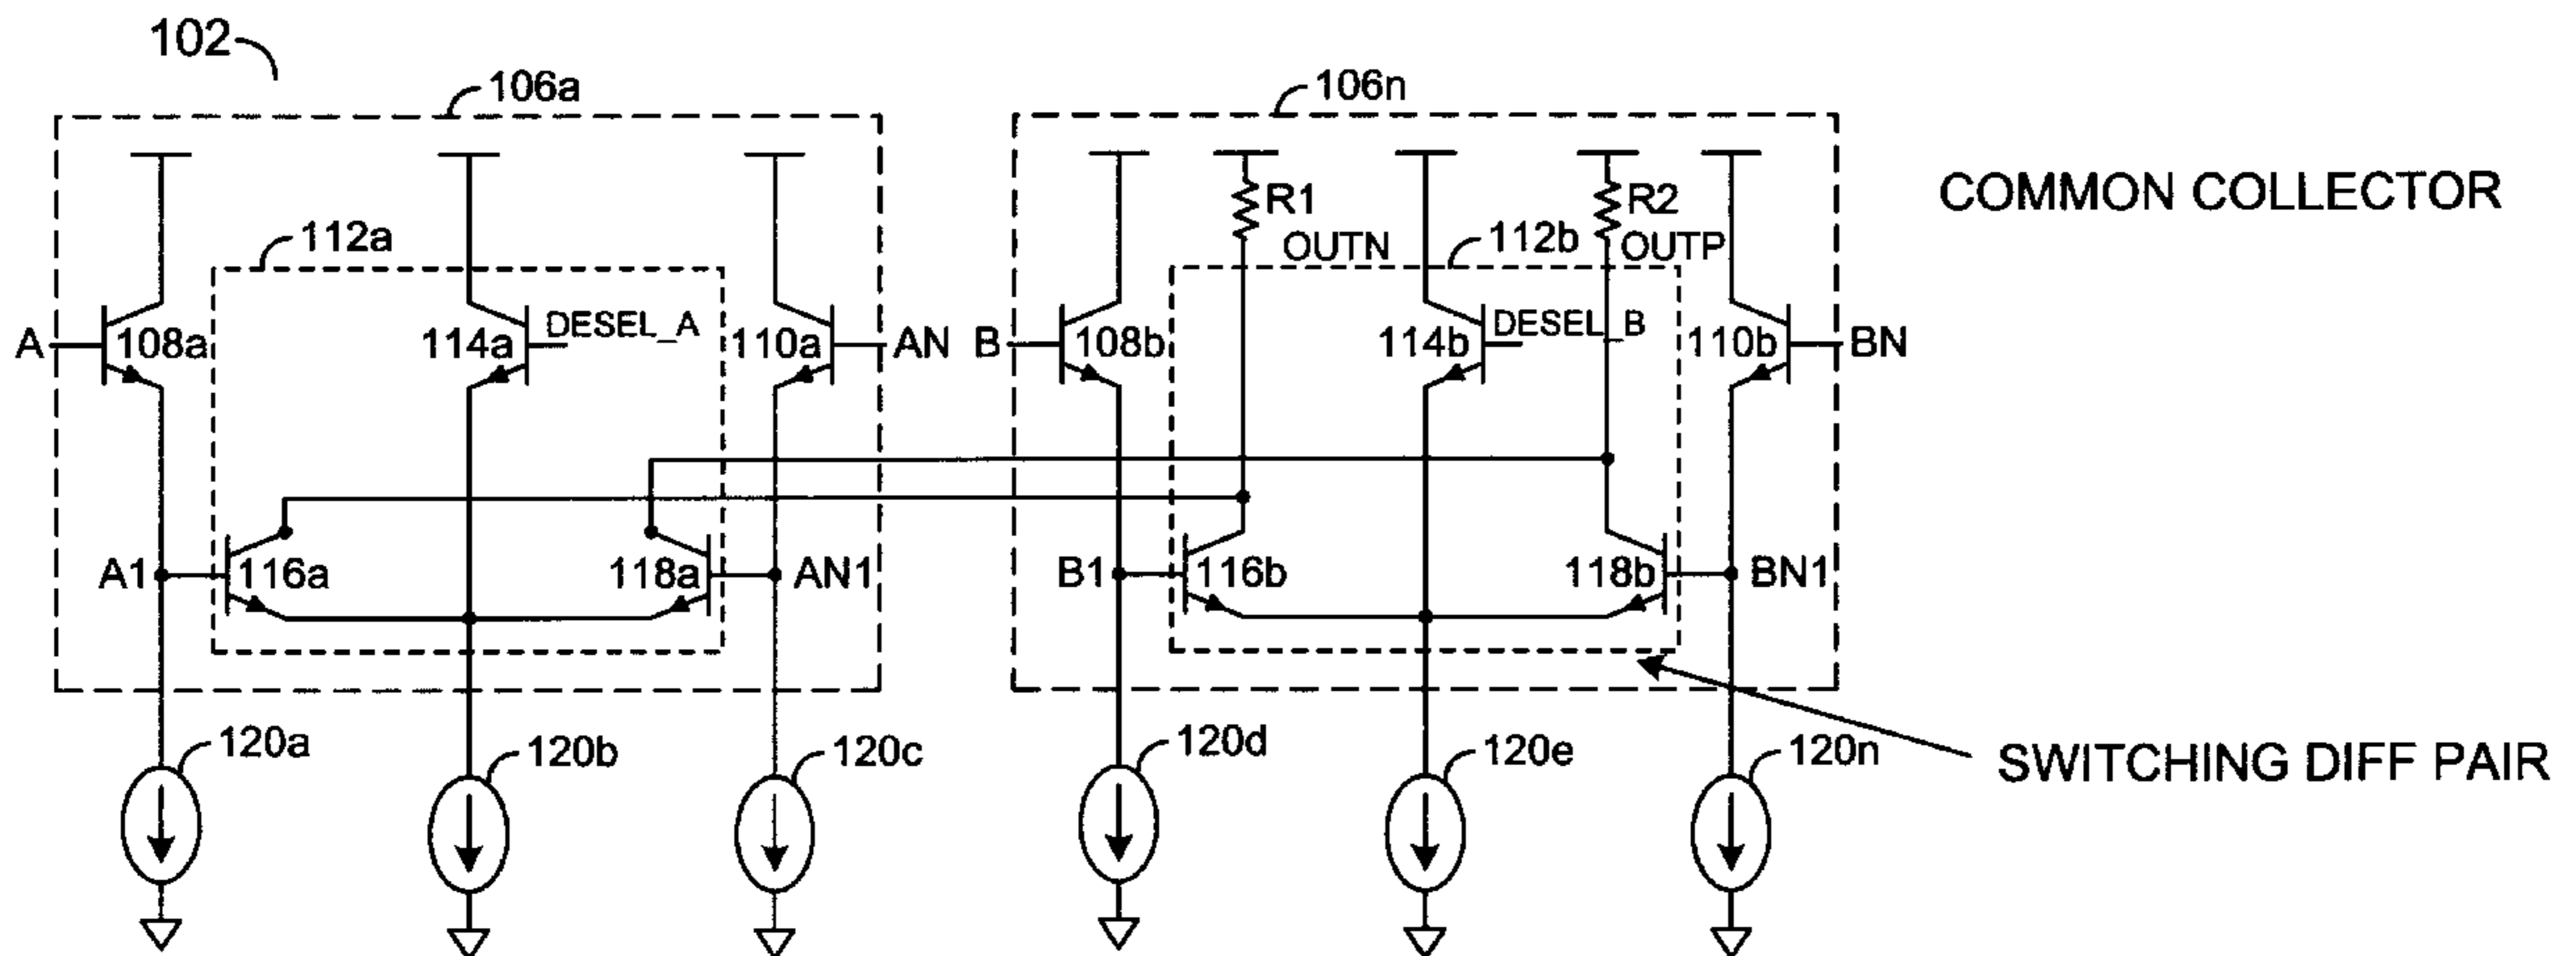 102
106a
106n
R1
R2
COMMON COLLECTOR
112a
OUTN
112b
OUTP
A
108a
114a
DESEL_A
110a
AN
B
108b
114b
DESEL_B
110b
BN
A1
116a
118a
AN1
B1
116b
118b
BN1
120a
120b
120c
120d
120e
120n
SWITCHING DIFF PAIR